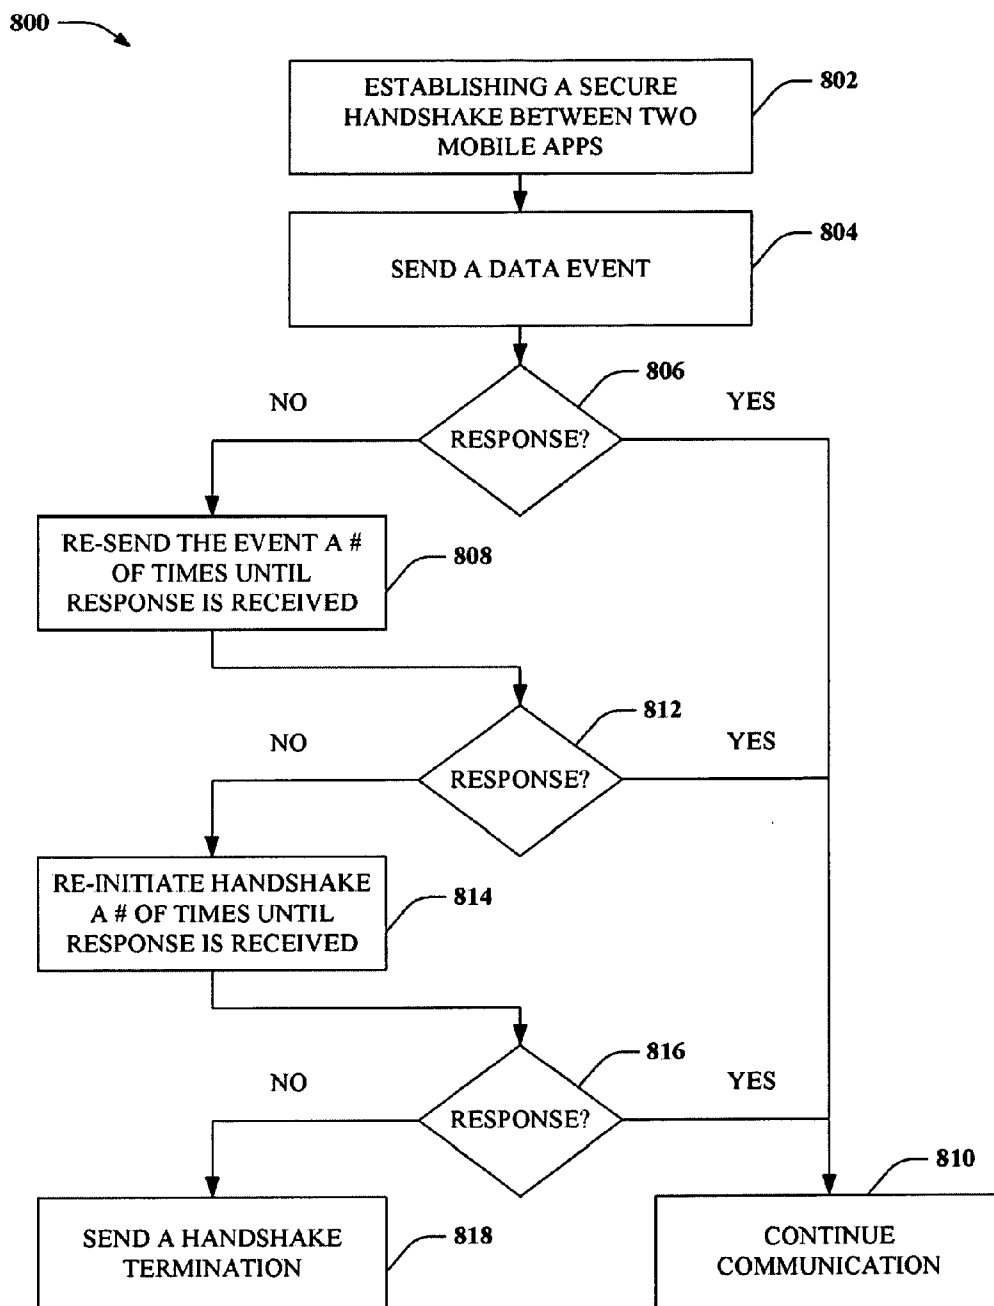 800
ESTABLISHING A SECURE
HANDSHAKE BETWEEN TWO
MOBILE APPS
802
SEND A DATA EVENT
804
RESPONSE?
806
NO
YES
RE-SEND THE EVENT A #
OF TIMES UNTIL
RESPONSE IS RECEIVED
808
RESPONSE?
812
NO
YES
RE-INITIATE HANDSHAKE
A # OF TIMES UNTIL
RESPONSE IS RECEIVED
814
RESPONSE?
816
NO
YES
SEND A HANDSHAKE
TERMINATION
818
CONTINUE
COMMUNICATION
810